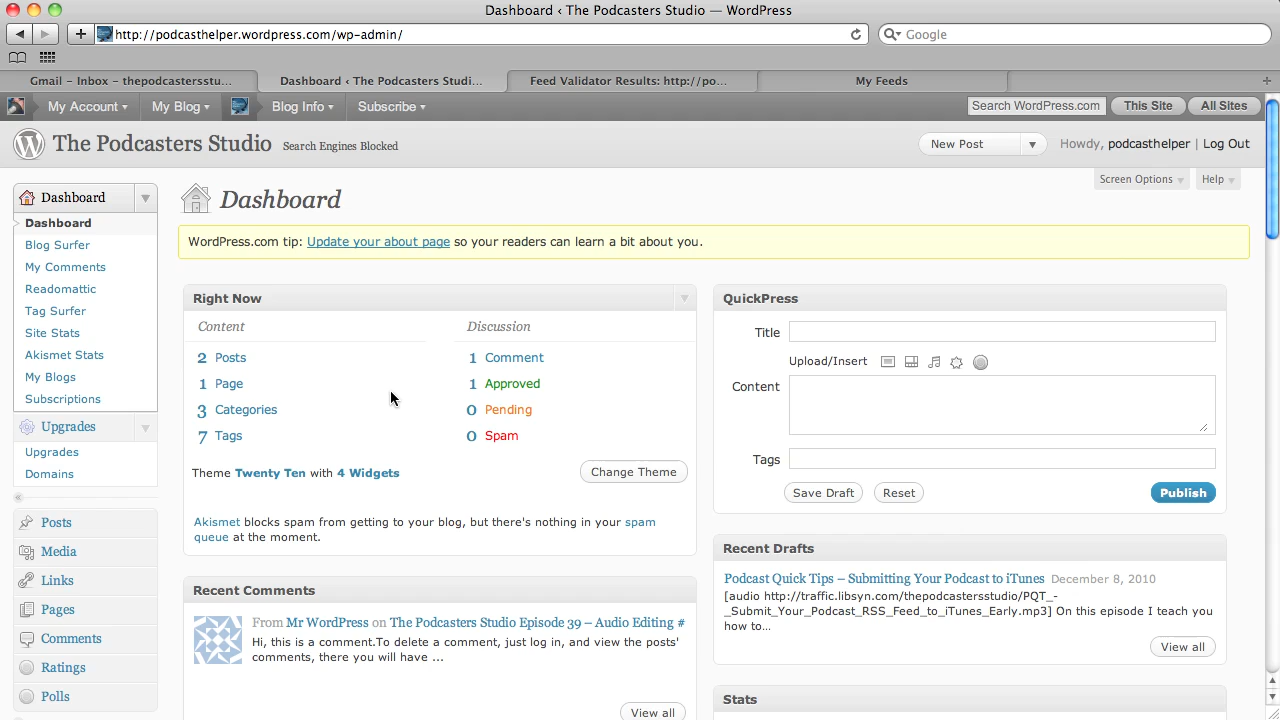 Dashboard ‹ The Podcasters Studio — WordPress
http://podcasthelper.wordpress.com/wp-admin/
Google
Gmail – Inbox – thepodcastersstu...
Dashboard ‹ The Podcasters Studi...
Feed Validator Results: http://po...
My Feeds
My Account
My Blog
Blog Info
Subscribe
Search WordPress.com
This Site
All Sites
The Podcasters Studio
Search Engines Blocked
New Post
Howdy, podcasthelper | Log Out
Screen Options
Help
Dashboard
Dashboard
Blog Surfer
My Comments
Readomattic
Tag Surfer
Site Stats
Akismet Stats
My Blogs
Subscriptions
Upgrades
Upgrades
Domains
Posts
Media
Links
Pages
Comments
Ratings
Polls
Dashboard
WordPress.com tip: Update your about page so your readers can learn a bit about you.
Right Now
Content
2 Posts
1 Page
3 Categories
7 Tags
Discussion
1 Comment
1 Approved
0 Pending
0 Spam
Theme Twenty Ten with 4 Widgets
Change Theme
Akismet blocks spam from getting to your blog, but there's nothing in your spam
queue at the moment.
Recent Comments
From Mr WordPress on The Podcasters Studio Episode 39 – Audio Editing #
Hi, this is a comment.To delete a comment, just log in, and view the posts'
comments, there you will have ...
View all
QuickPress
Title
Upload/Insert
Content
Tags
Save Draft
Reset
Publish
Recent Drafts
Podcast Quick Tips – Submitting Your Podcast to iTunes December 8, 2010
[audio http://traffic.libsyn.com/thepodcastersstudio/PQT_-
_Submit_Your_Podcast_RSS_Feed_to_iTunes_Early.mp3] On this episode I teach you
how to...
View all
Stats